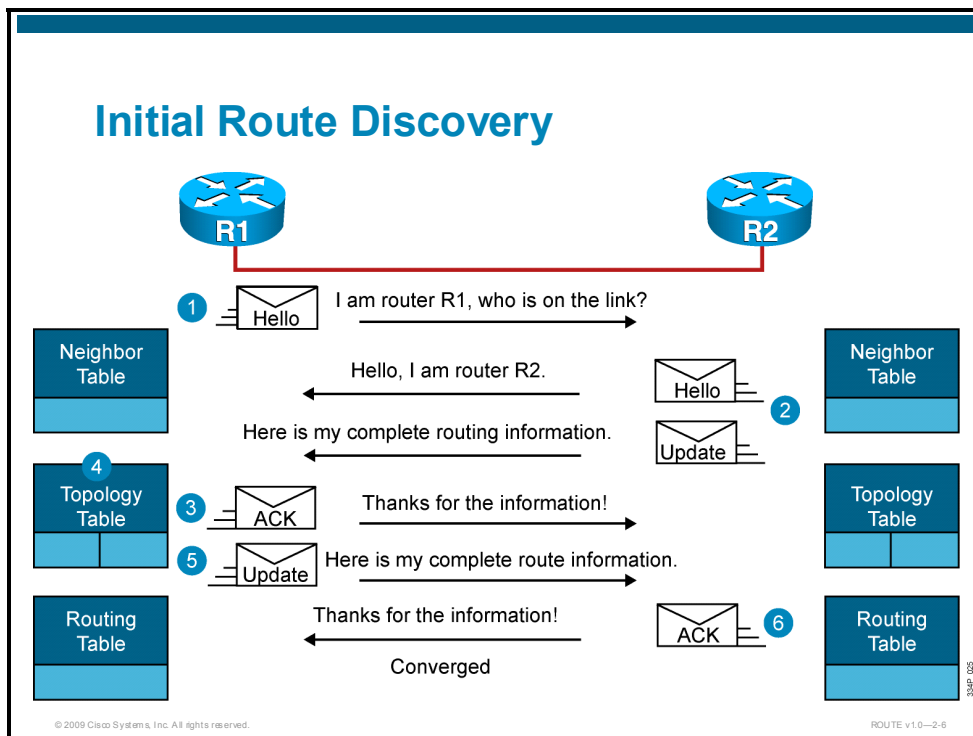 Initial Route Discovery
R1
R2
1
Hello
I am router R1, who is on the link?
Neighbor
Table
Neighbor
Table
Hello, I am router R2.
Hello
2
Here is my complete routing information.
Update
4
Topology
Table
Topology
Table
3
ACK
Thanks for the information!
5
Update
Here is my complete route information.
Routing
Table
Routing
Table
Thanks for the information!
ACK
6
Converged
334P_025
© 2009 Cisco Systems, Inc. All rights reserved.
ROUTE v1.0—2-6